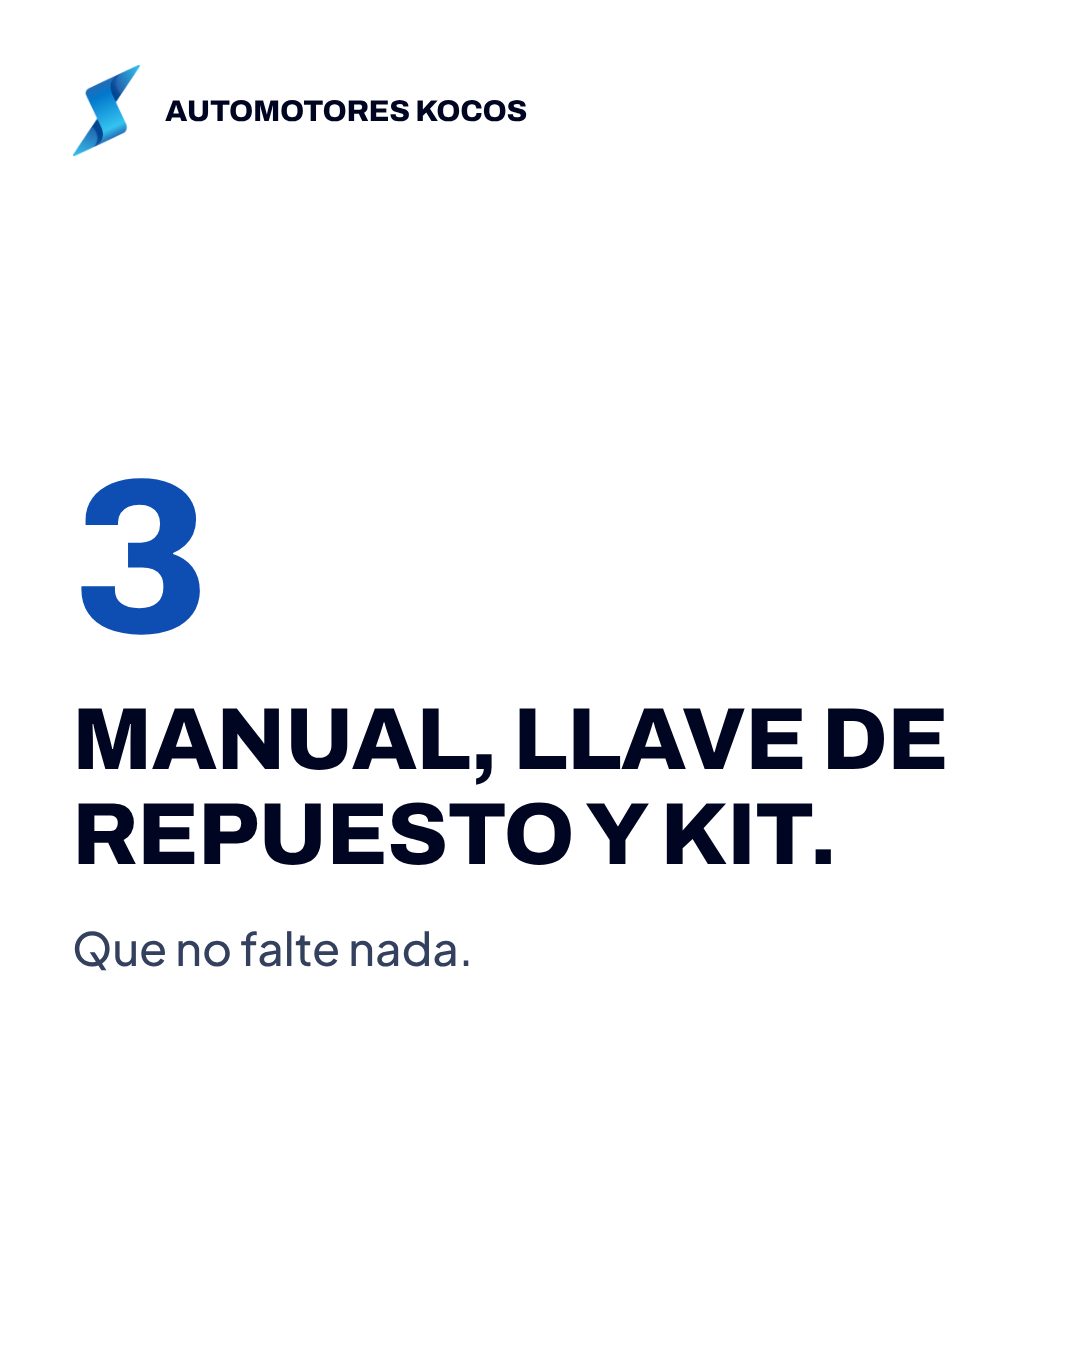 AUTOMOTORES KOCOS
3
MANUAL, LLAVE DE
REPUESTO Y KIT.
Que no falte nada.